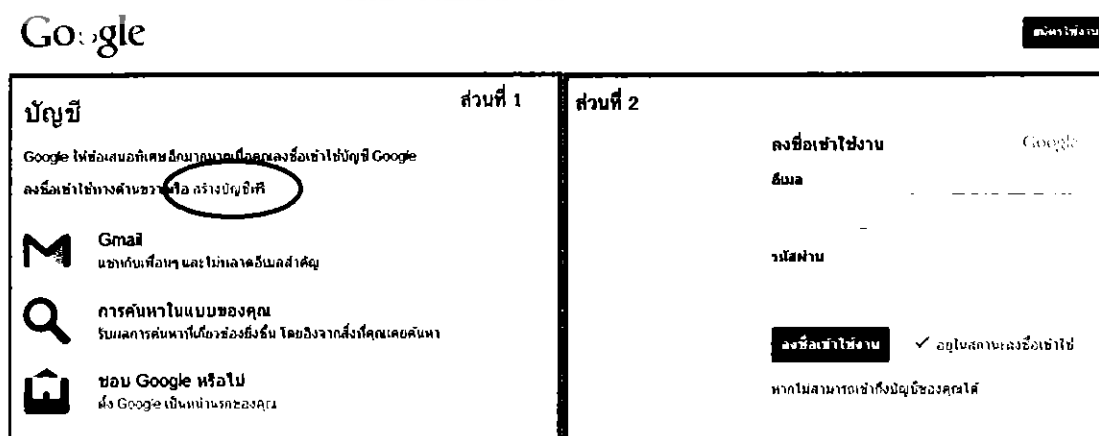 Google
สมัครใช้งาน
ส่วนที่ 1
บัญชี
Google ให้ข้อเสนอพิเศษอีกมากมายเมื่อคุณลงชื่อเข้าใช้บัญชี Google
ลงชื่อเข้าใช้ทางด้านขวาหรือ สร้างบัญชีฟรี
Gmail
แชทกับเพื่อนๆ และไม่พลาดอีเมลสำคัญ
การค้นหาในแบบของคุณ
รับผลการค้นหาที่เกี่ยวข้องยิ่งขึ้น โดยอิงจากสิ่งที่คุณเคยค้นหา
ชอบ Google หรือไม่
ตั้ง Google เป็นหน้าแรกของคุณ
ส่วนที่ 2
ลงชื่อเข้าใช้งาน Google
อีเมล
รหัสผ่าน
ลงชื่อเข้าใช้งาน ✓ อยู่ในสถานะลงชื่อเข้าใช้
หากไม่สามารถเข้าถึงบัญชีของคุณได้